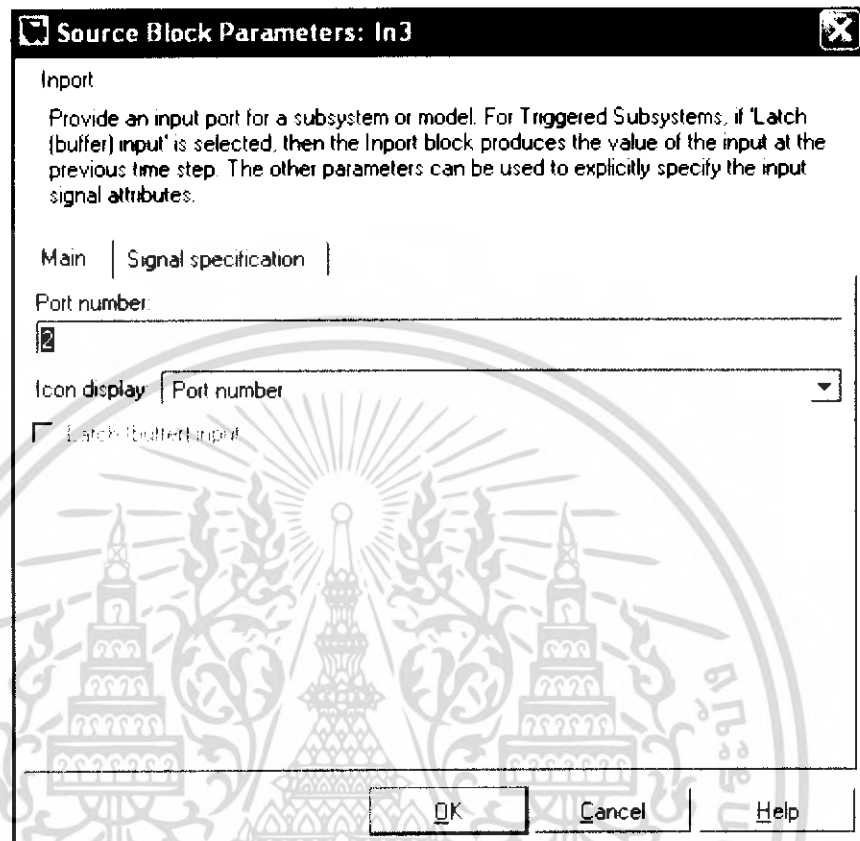 Source Block Parameters: In3
Inport
Provide an input port for a subsystem or model. For Triggered Subsystems, if 'Latch
(buffer) input' is selected, then the Inport block produces the value of the input at the
previous time step. The other parameters can be used to explicitly specify the input
signal attributes.
Main Signal specification
Port number:
2
Icon display: Port number
Latch (buffer) input
OK Cancel Help